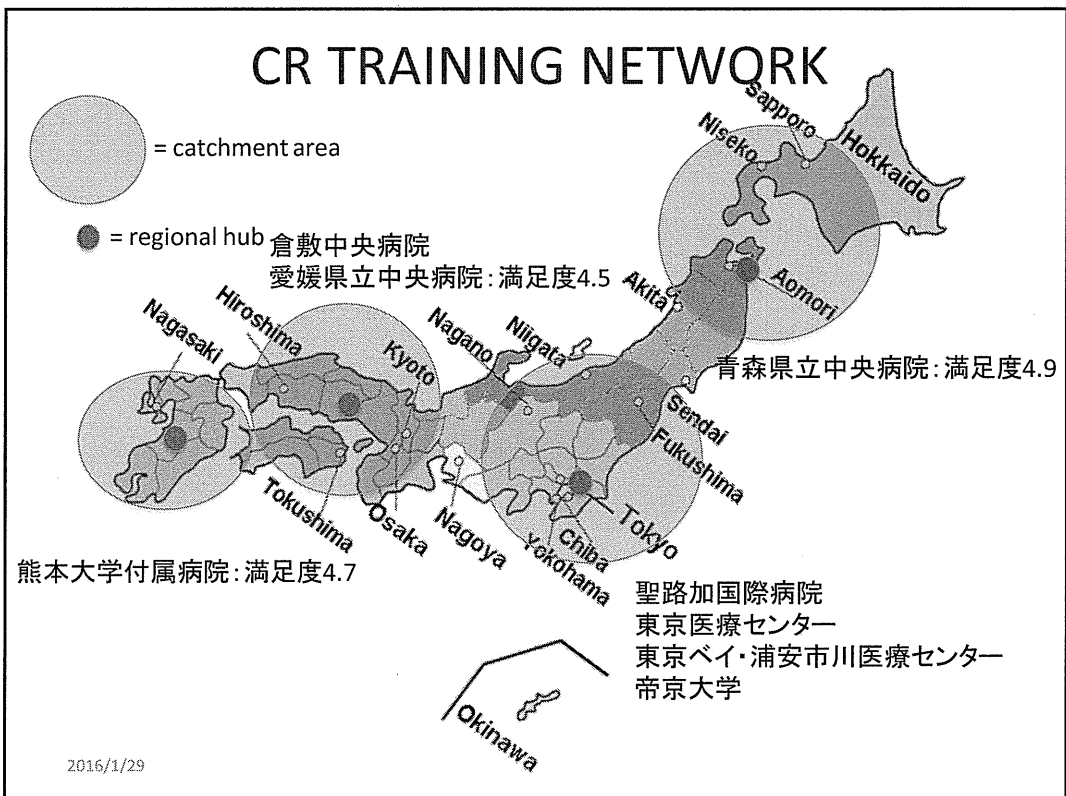 CR TRAINING NETWORK
= catchment area
= regional hub
倉敷中央病院
愛媛県立中央病院：満足度4.5
Sapporo
Niseko
Hokkaido
Aomori
Akita
青森県立中央病院：満足度4.9
Hiroshima
Nagasaki
Kyoto
Nagano
Niigata
Sendai
Fukushima
Tokushima
Osaka
Nagoya
Tokyo
Chiba
Yokohama
熊本大学付属病院：満足度4.7
聖路加国際病院
東京医療センター
東京ベイ・浦安市川医療センター
帝京大学
Okinawa
2016/1/29